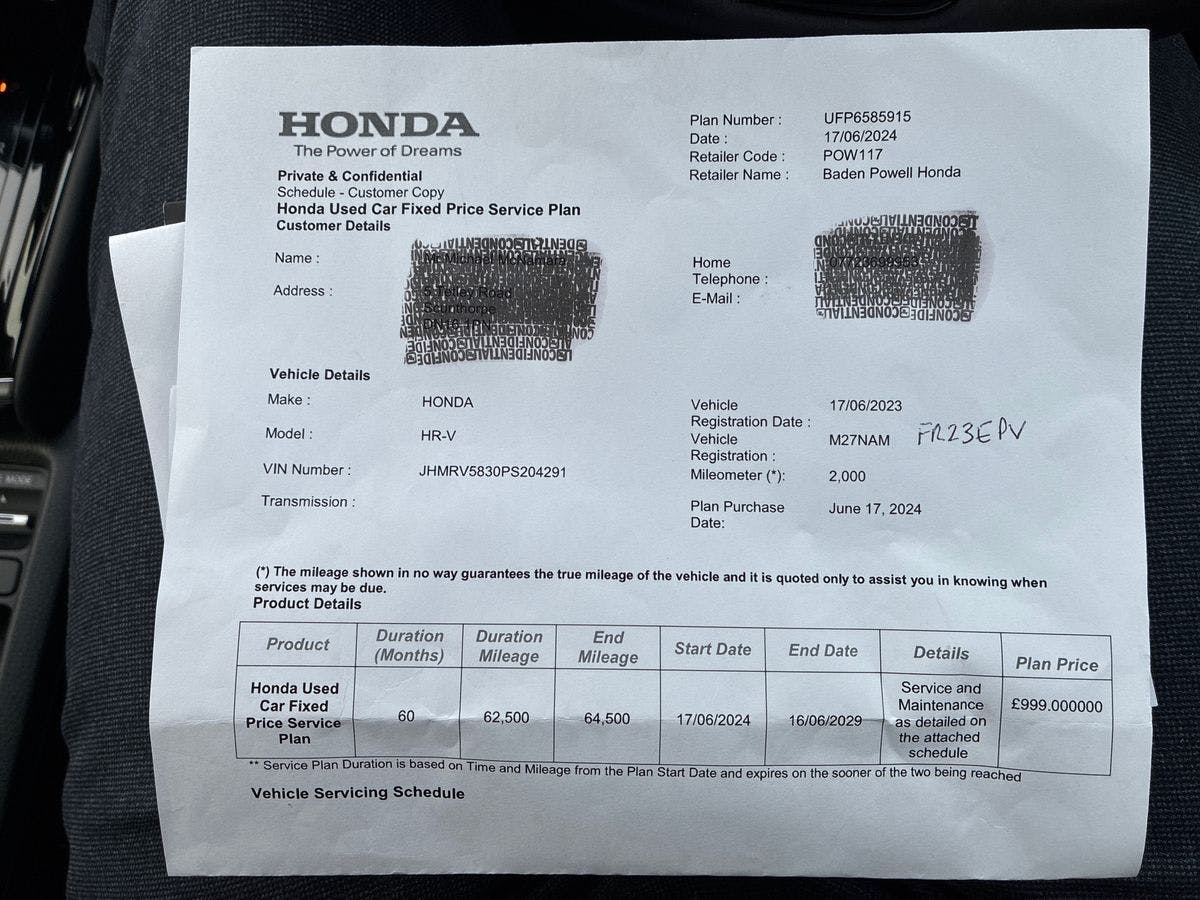 HONDA
The Power of Dreams
Private & Confidential
Schedule - Customer Copy
Honda Used Car Fixed Price Service Plan
Customer Details
Plan Number : UFP6585915
Date : 17/06/2024
Retailer Code : POW117
Retailer Name : Baden Powell Honda
Name :
Address :
Home
Telephone :
E-Mail :
Vehicle Details
Make : HONDA
Model : HR-V
VIN Number : JHMRV5830PS204291
Transmission :
Vehicle 17/06/2023
Registration Date :
Vehicle M27NAM FR23EPV
Registration :
Mileometer (*): 2,000
Plan Purchase June 17, 2024
Date:
(*) The mileage shown in no way guarantees the true mileage of the vehicle and it is quoted only to assist you in knowing when
services may be due.
Product Details
Product Duration (Months) Duration Mileage End Mileage Start Date End Date Details Plan Price
Honda Used Car Fixed Price Service Plan 60 62,500 64,500 17/06/2024 16/06/2029 Service and Maintenance as detailed on the attached schedule £999.000000
** Service Plan Duration is based on Time and Mileage from the Plan Start Date and expires on the sooner of the two being reached
Vehicle Servicing Schedule